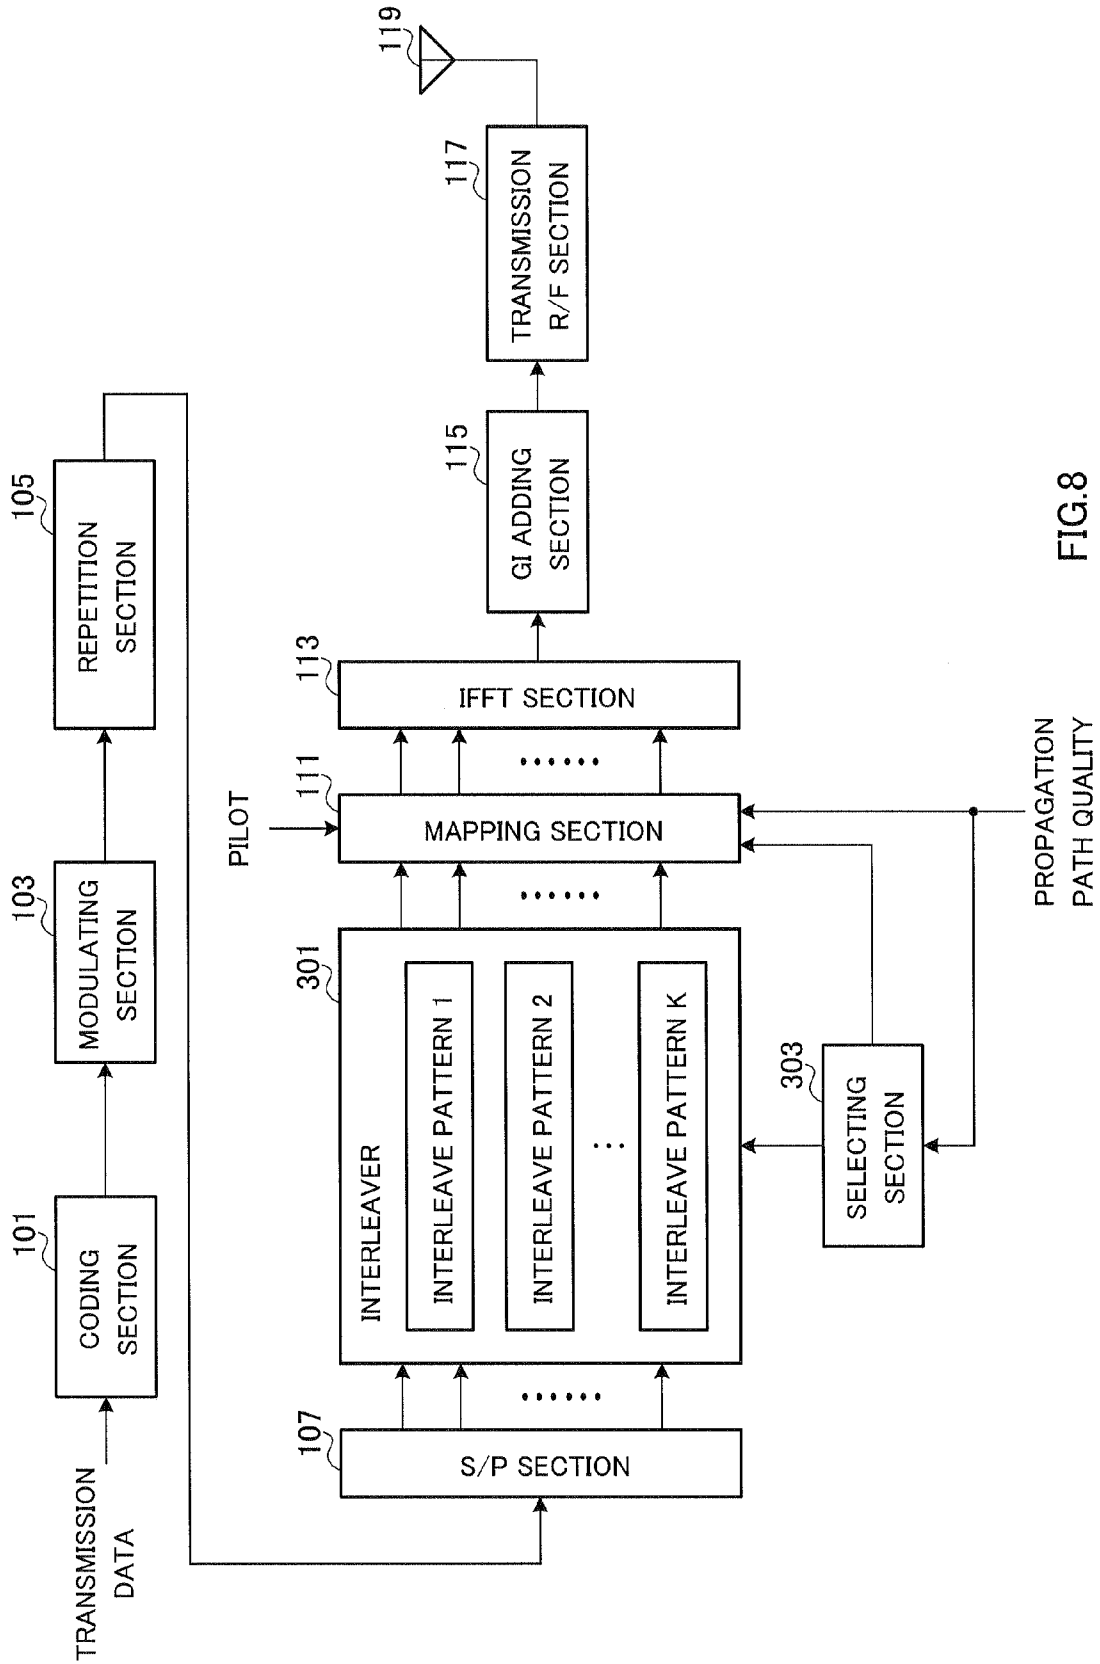 TRANSMISSION
DATA
101
CODING
SECTION
103
MODULATING
SECTION
105
REPETITION
SECTION
107
S/P SECTION
301
INTERLEAVER
INTERLEAVE PATTERN 1
INTERLEAVE PATTERN 2
INTERLEAVE PATTERN K
PILOT
111
MAPPING SECTION
113
IFFT SECTION
115
GI ADDING
SECTION
117
TRANSMISSION
R/F SECTION
119
303
SELECTING
SECTION
PROPAGATION
PATH QUALITY
FIG.8